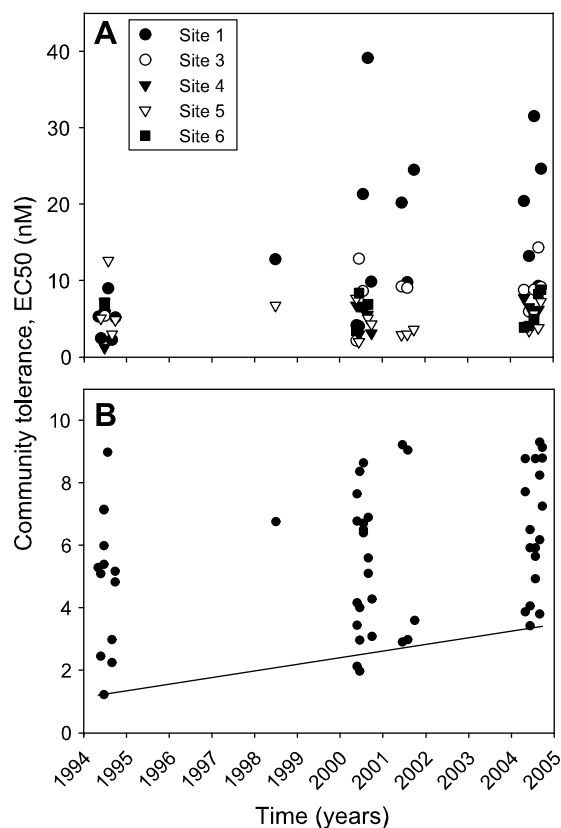 A
Site 1
Site 3
Site 4
Site 5
Site 6
40
30
20
10
0
B
10
8
6
4
2
0
Community tolerance, EC50 (nM)
1994
1995
1996
1997
1998
1999
2000
2001
2002
2003
2004
2005
Time (years)